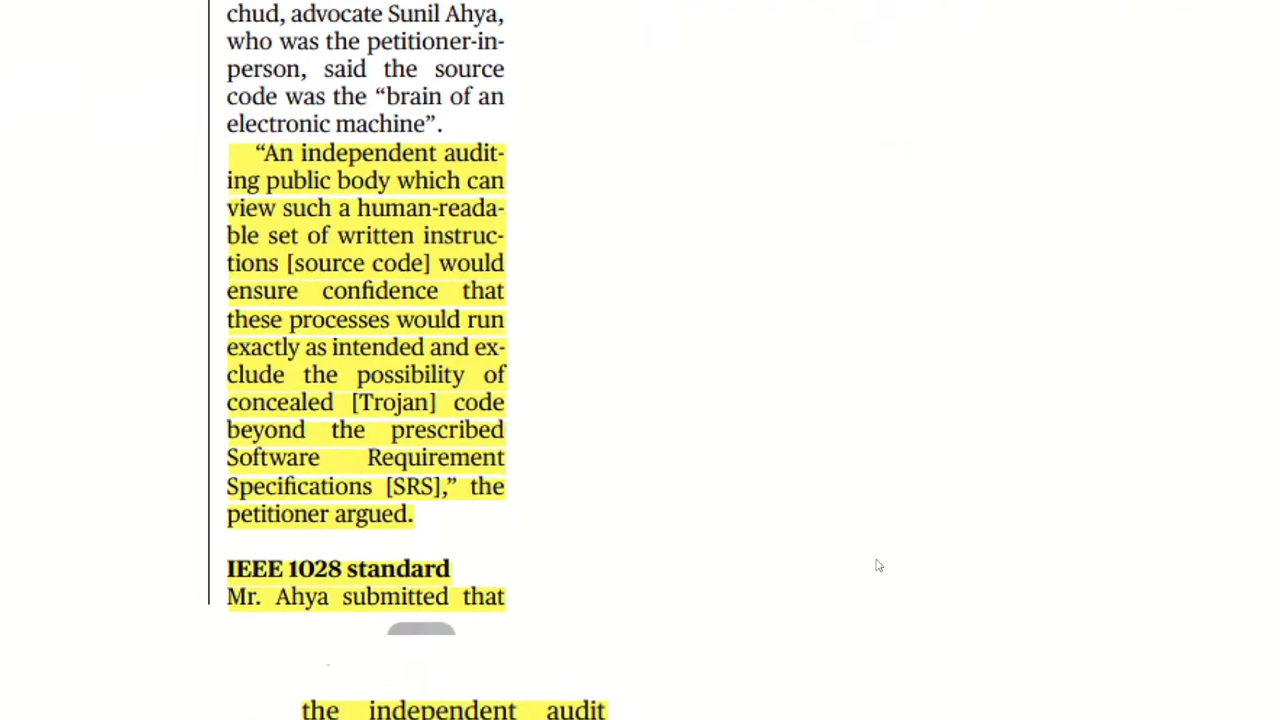 chud, advocate Sunil Ahya,
who was the petitioner-in-
person, said the source
code was the “brain of an
electronic machine”.
“An independent audit-
ing public body which can
view such a human-reada-
ble set of written instruc-
tions [source code] would
ensure confidence that
these processes would run
exactly as intended and ex-
clude the possibility of
concealed [Trojan] code
beyond the prescribed
Software Requirement
Specifications [SRS],” the
petitioner argued.
IEEE 1028 standard
Mr. Ahya submitted that
the independent audit